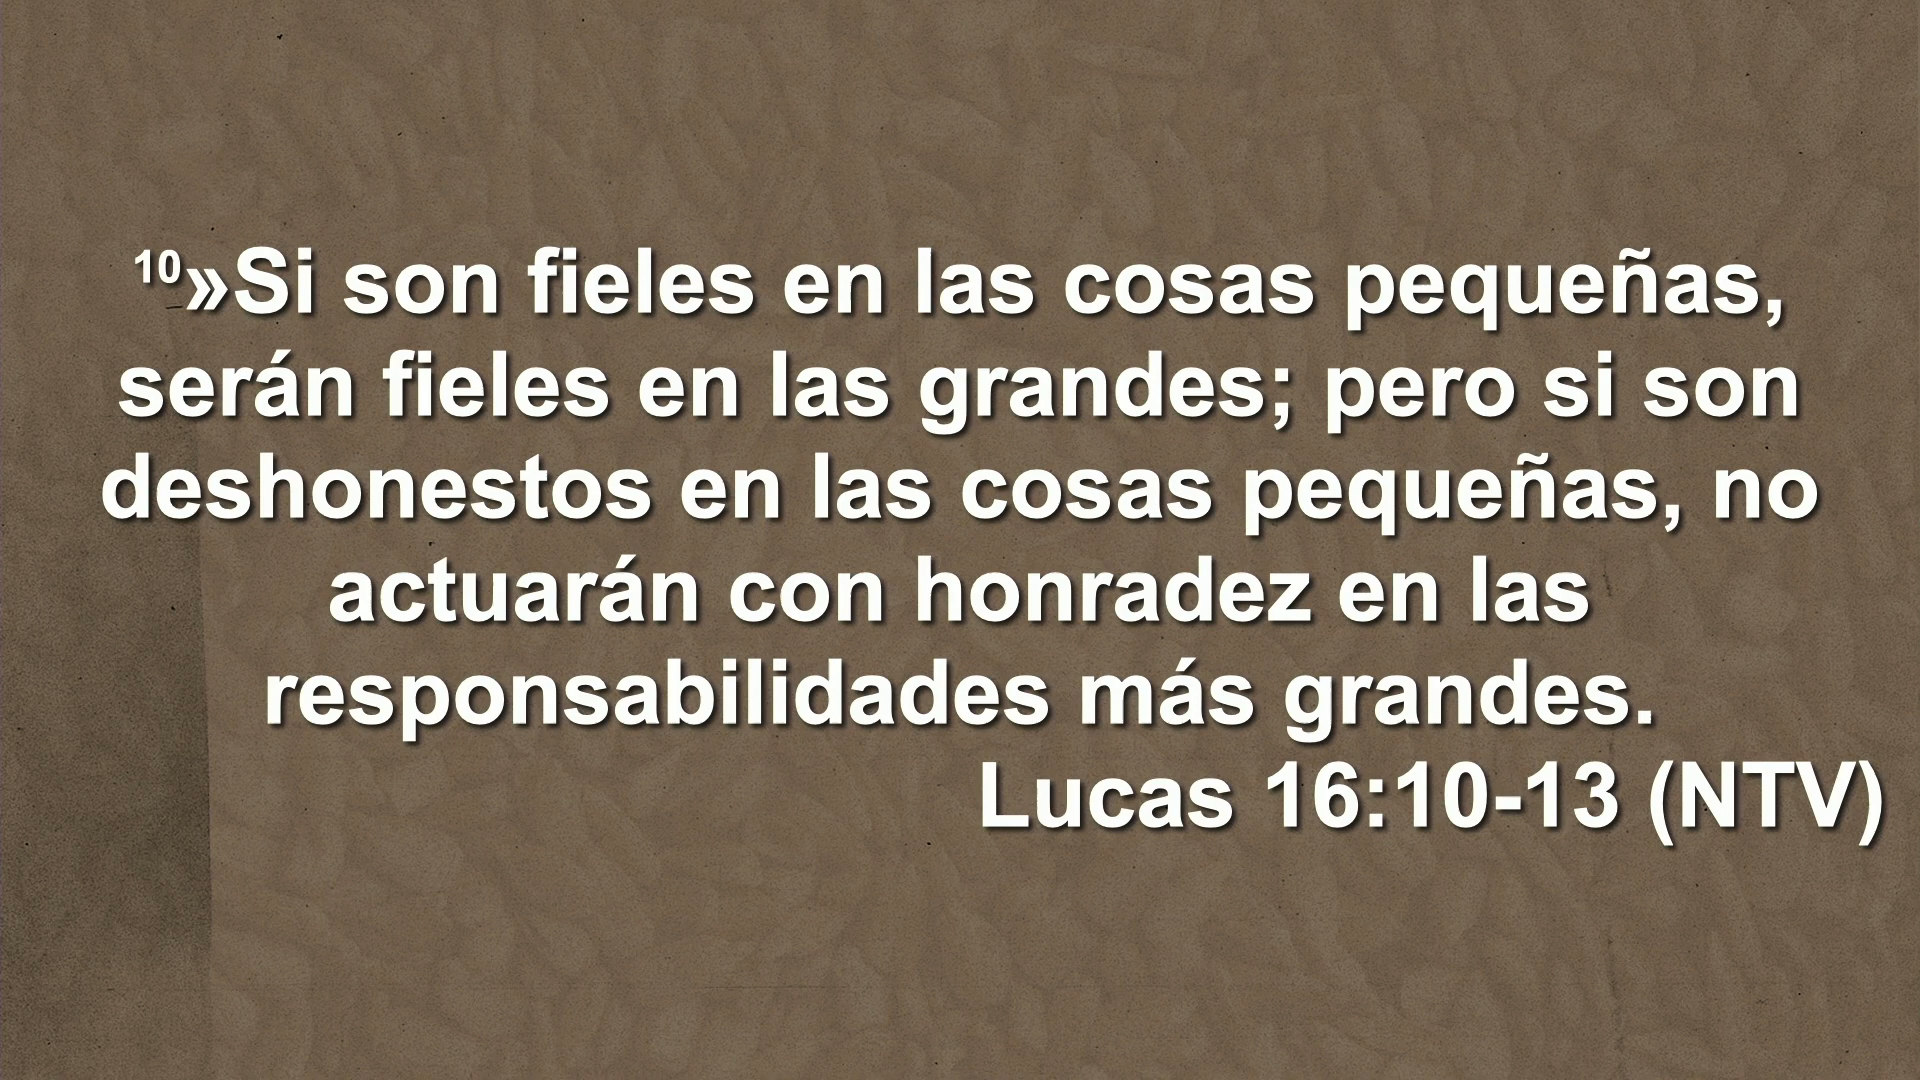 10»Si son fieles en las cosas pequeñas,
serán fieles en las grandes; pero si son
deshonestos en las cosas pequeñas, no
actuarán con honradez en las
responsabilidades más grandes.
Lucas 16:10-13 (NTV)